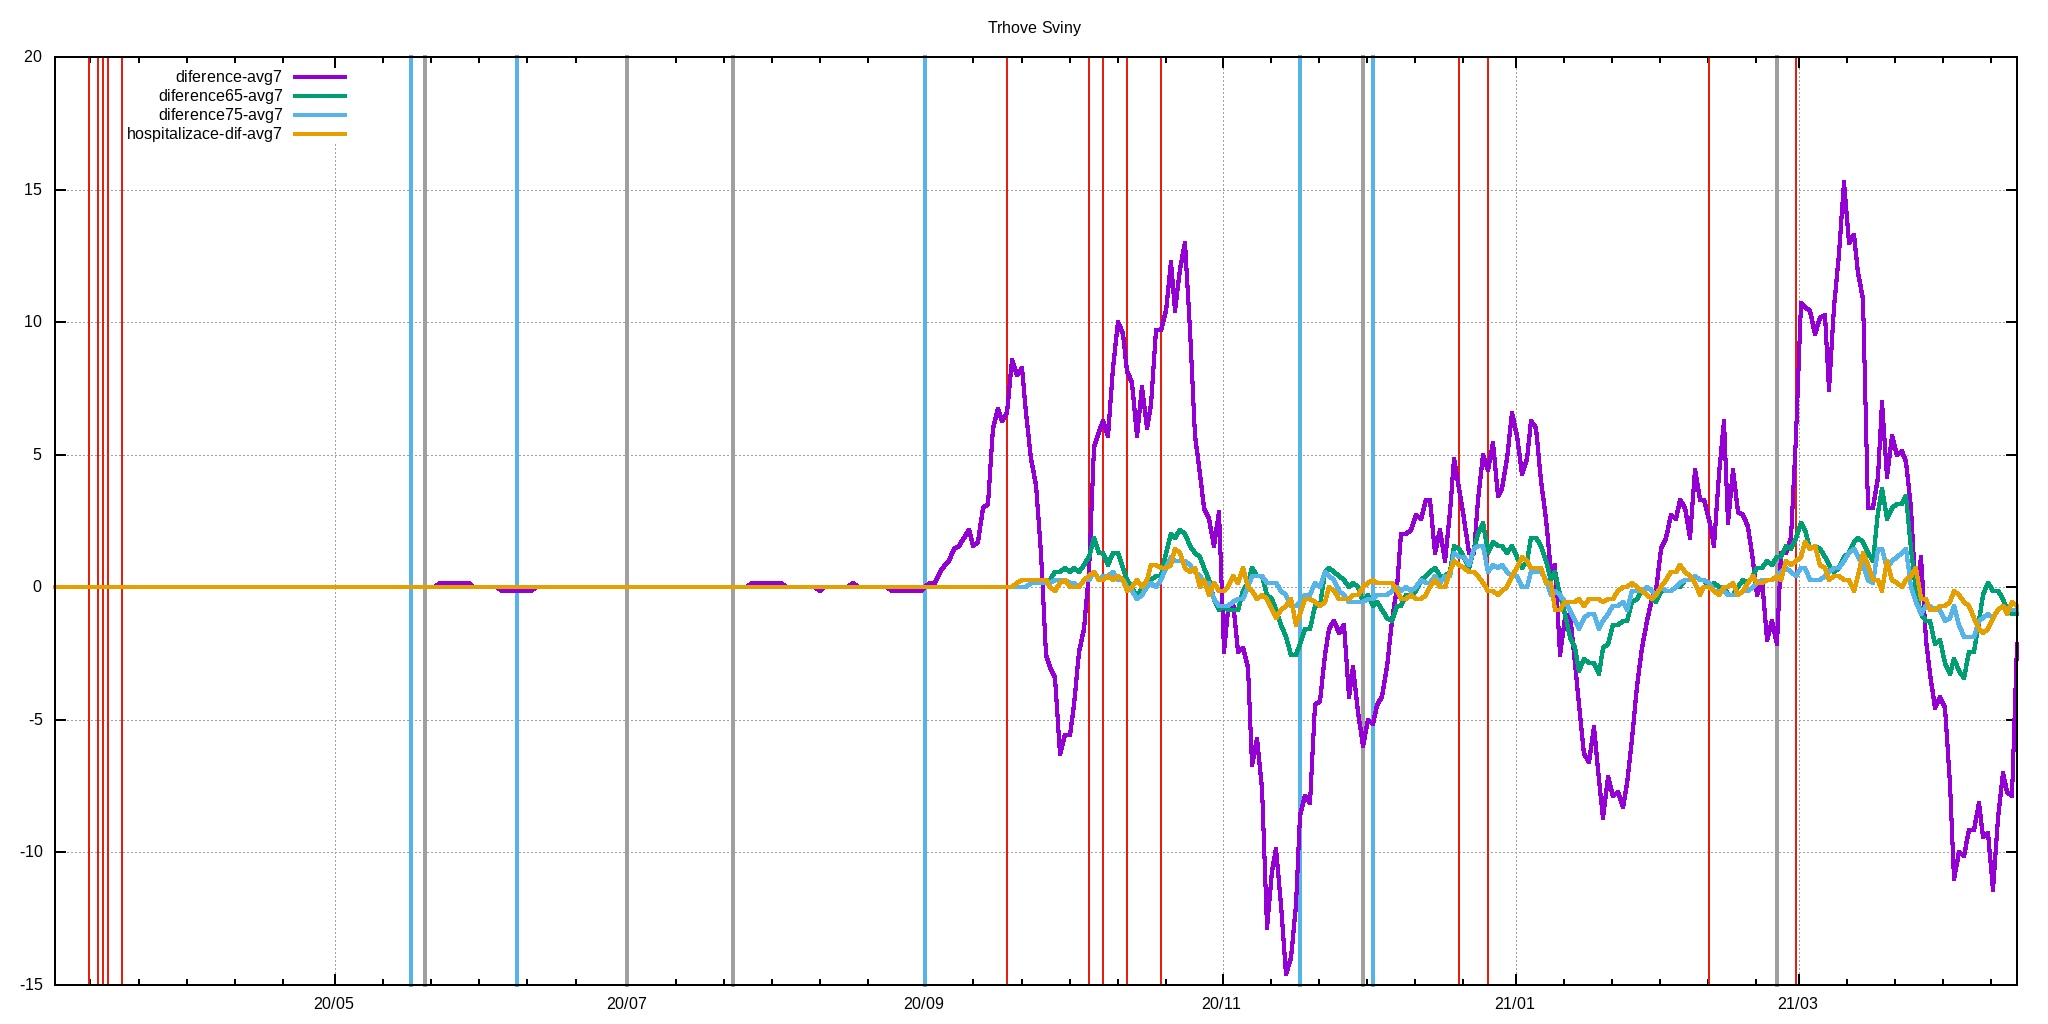 Trhove Sviny
20
diference-avg7
diference65-avg7
diference75-avg7
hospitalizace-dif-avg7
15
10
5
0
-5
-10
-15
20/05 20/07 20/09 20/11 21/01 21/03